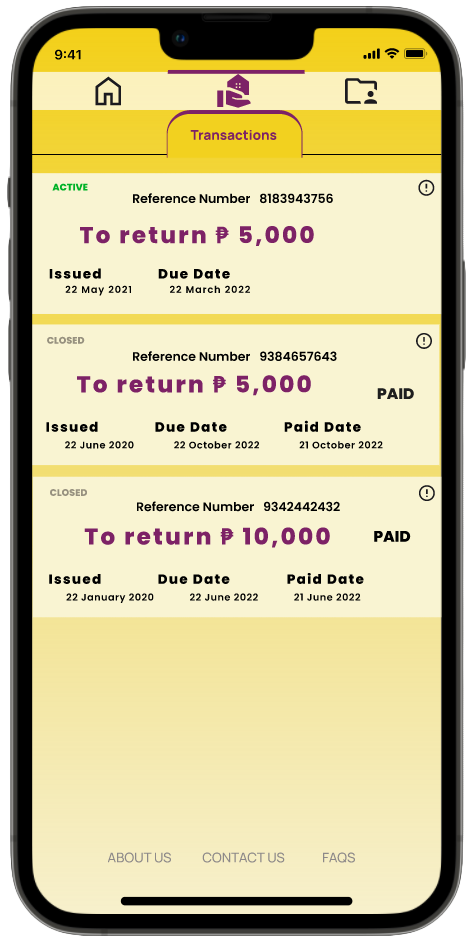 9:41
Transactions
ACTIVE
Reference Number 8183943756
To return ₱ 5,000
Issued Due Date
22 May 2021 22 March 2022
CLOSED
Reference Number 9384657643
To return ₱ 5,000
PAID
Issued Due Date Paid Date
22 June 2020 22 October 2022 21 October 2022
CLOSED
Reference Number 9342442432
To return ₱ 10,000 PAID
Issued Due Date Paid Date
22 January 2020 22 June 2022 21 June 2022
ABOUT US CONTACT US FAQS